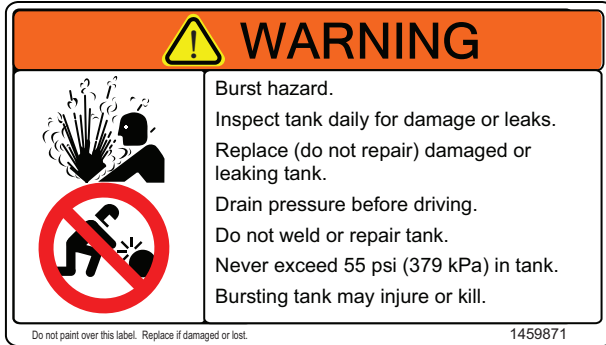 WARNING
Burst hazard.
Inspect tank daily for damage or leaks.
Replace (do not repair) damaged or
leaking tank.
Drain pressure before driving.
Do not weld or repair tank.
Never exceed 55 psi (379 kPa) in tank.
Bursting tank may injure or kill.
Do not paint over this label. Replace if damaged or lost.
1459871